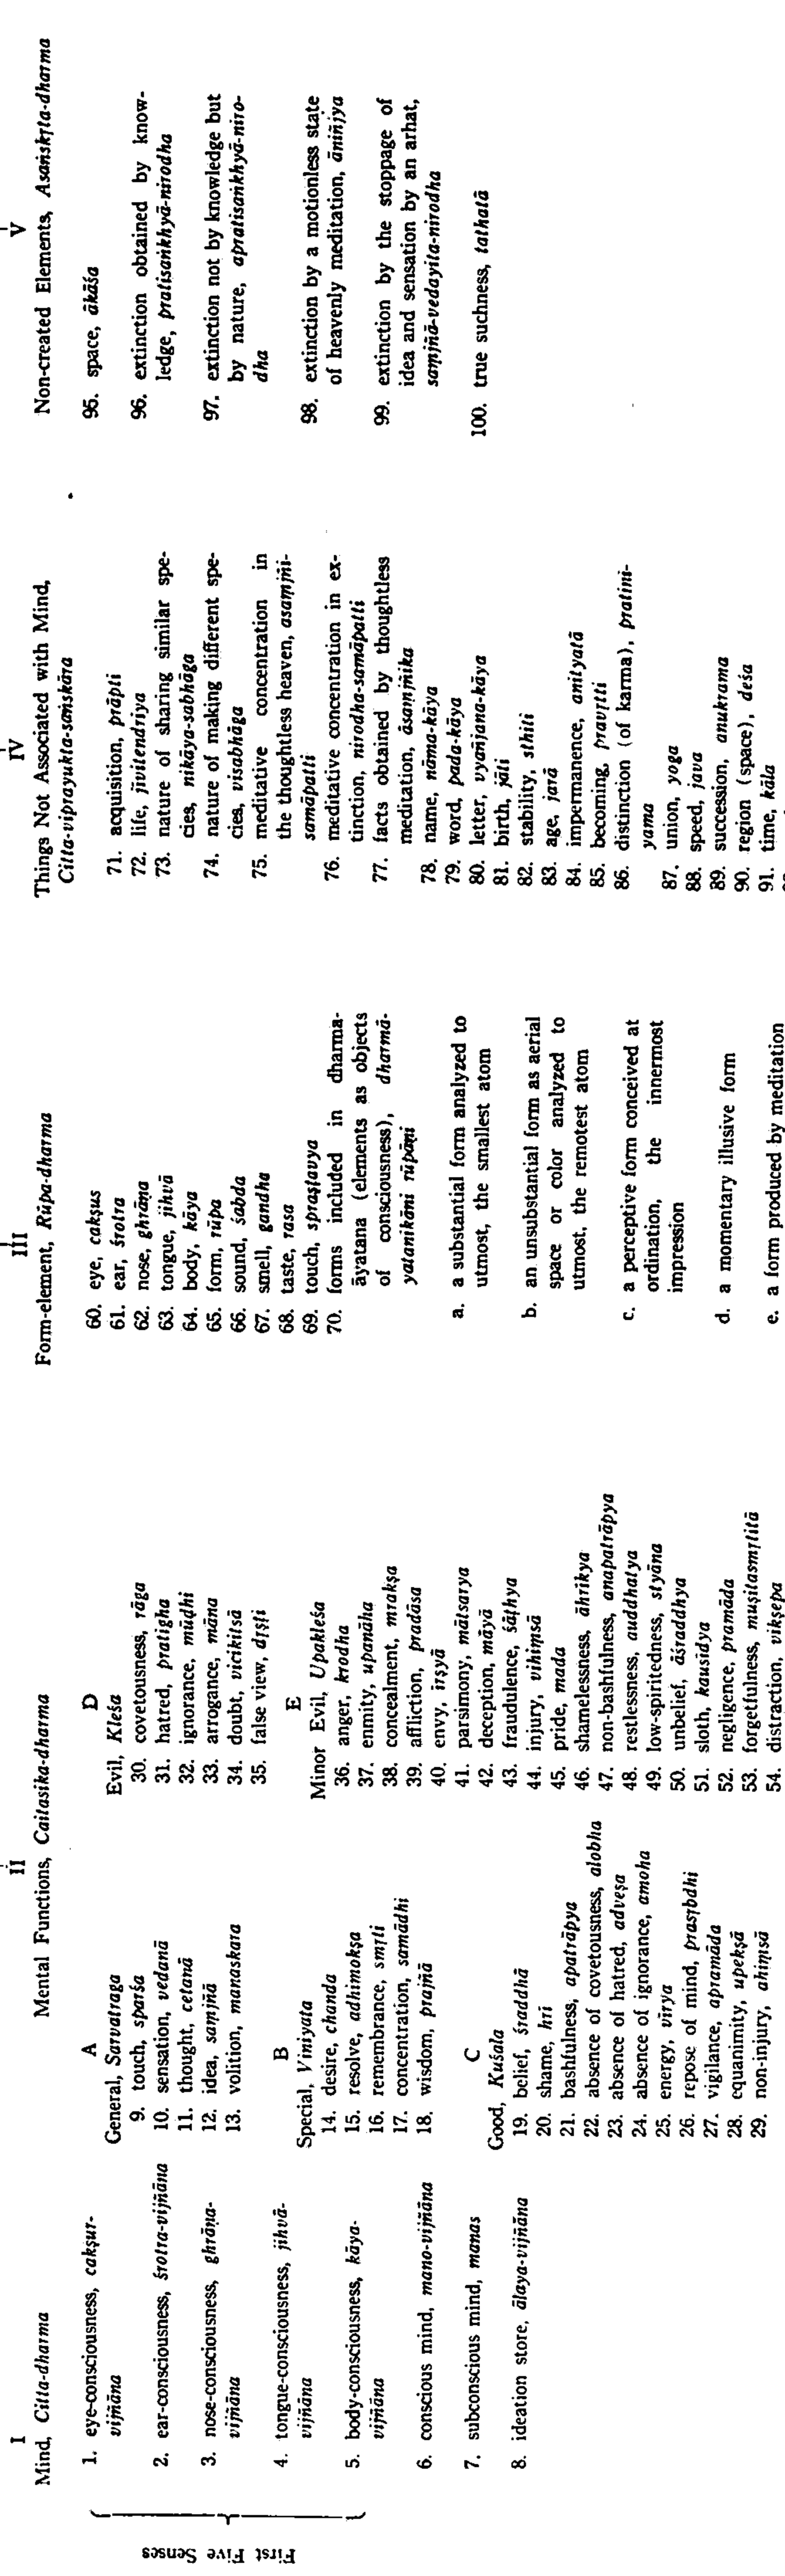 I
Mind, Citta-dharma
First Five Senses
1. eye-consciousness, cakṣur-
vijñāna
2. ear-consciousness, śrotra-vijñāna
3. nose-consciousness, ghrāṇa-
vijñāna
4. tongue-consciousness, jihvā-
vijñāna
5. body-consciousness, kāya-
vijñāna
6. conscious mind, mano-vijñāna
7. subconscious mind, manas
8. ideation store, ālaya-vijñāna
II
Mental Functions, Caitasika-dharma
A
General, Sarvatraga
9. touch, sparśa
10. sensation, vedanā
11. thought, cetanā
12. idea, saṃjñā
13. volition, manaskara
B
Special, Viniyata
14. desire, chanda
15. resolve, adhimokṣa
16. remembrance, smṛti
17. concentration, samādhi
18. wisdom, prajñā
C
Good, Kuśala
19. belief, śraddhā
20. shame, hrī
21. bashfulness, apatrāpya
22. absence of covetousness, alobha
23. absence of hatred, adveṣa
24. absence of ignorance, amoha
25. energy, vīrya
26. repose of mind, prasṛbdhi
27. vigilance, apramāda
28. equanimity, upekṣā
29. non-injury, ahiṃsā
D
Evil, Kleśa
30. covetousness, rāga
31. hatred, pratigha
32. ignorance, mūḍhi
33. arrogance, māna
34. doubt, vicikitsā
35. false view, dṛṣṭi
E
Minor Evil, Upakleśa
36. anger, krodha
37. enmity, upanāha
38. concealment, mrakṣa
39. affliction, pradāsa
40. envy, īrṣyā
41. parsimony, mātsarya
42. deception, māyā
43. fraudulence, śāṭhya
44. injury, vihiṃsā
45. pride, mada
46. shamelessness, āhrīkya
47. non-bashfulness, anapatrāpya
48. restlessness, auddhatya
49. low-spiritedness, styāna
50. unbelief, āśraddhya
51. sloth, kausīdya
52. negligence, pramāda
53. forgetfulness, muṣitasmṛtitā
54. distraction, vikṣepa
III
Form-element, Rūpa-dharma
60. eye, cakṣus
61. ear, śrotra
62. nose, ghrāṇa
63. tongue, jihvā
64. body, kāya
65. form, rūpa
66. sound, śabda
67. smell, gandha
68. taste, rasa
69. touch, spraṣṭavya
70. forms included in dharma-
āyatana (elements as objects
of consciousness), dharmā-
yatanikāni rūpāṇi
a. a substantial form analyzed to
utmost, the smallest atom
b. an unsubstantial form as aerial
space or color analyzed to
utmost, the remotest atom
c. a perceptive form conceived at
ordination, the innermost
impression
d. a momentary illusive form
e. a form produced by meditation
IV
Things Not Associated with Mind,
Citta-viprayukta-saṅskāra
71. acquisition, prāpti
72. life, jīvitendriya
73. nature of sharing similar spe-
cies, nikāya-sabhāga
74. nature of making different spe-
cies, visabhāga
75. meditative concentration in
the thoughtless heaven, asaṃjñi-
samāpatti
76. meditative concentration in ex-
tinction, nirodha-samāpatti
77. facts obtained by thoughtless
meditation, āsaṃjñika
78. name, nāma-kāya
79. word, pada-kāya
80. letter, vyañjana-kāya
81. birth, jāti
82. stability, sthiti
83. age, jarā
84. impermanence, anityatā
85. becoming, pravṛtti
86. distinction (of karma), pratini-
yama
87. union, yoga
88. speed, java
89. succession, anukrama
90. region (space), deśa
91. time, kāla
V
Non-created Elements, Asaṅskṛta-dharma
95. space, ākāśa
96. extinction obtained by know-
ledge, pratisaṅkhyā-nirodha
97. extinction not by knowledge but
by nature, apratisaṅkhyā-niro-
dha
98. extinction by a motionless state
of heavenly meditation, āniñjya
99. extinction by the stoppage of
idea and sensation by an arhat,
saṃjñā-vedayita-nirodha
100. true suchness, tathatā